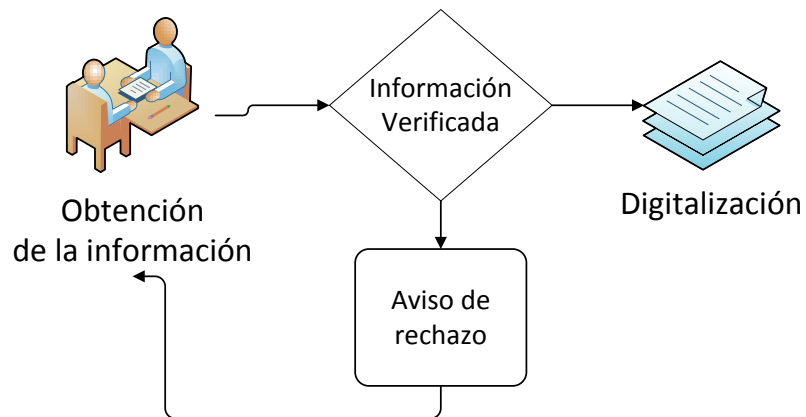 Obtención
de la información
Información
Verificada
Digitalización
Aviso de
rechazo